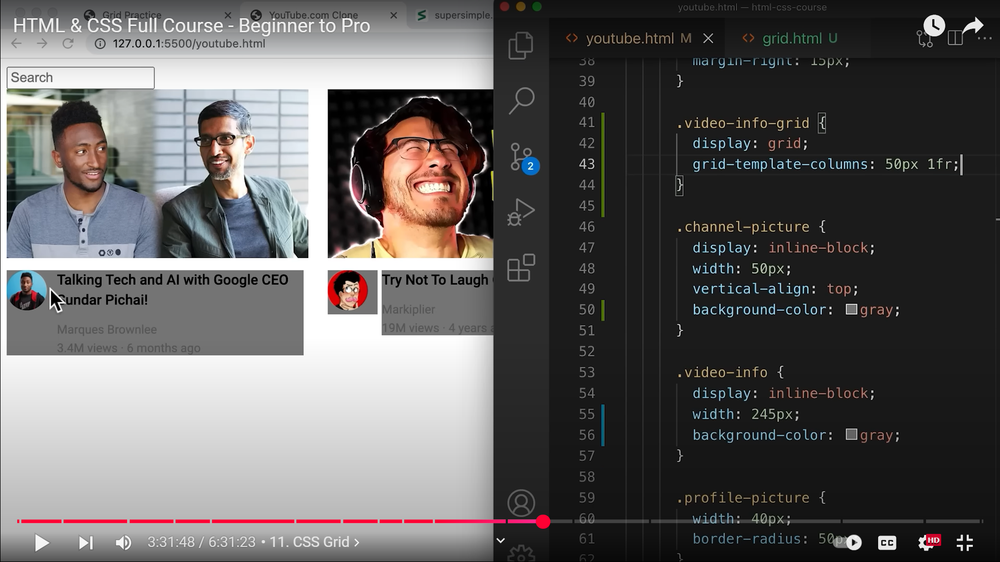 Grid Practice
YouTube.com Clone
supersimple.
HTML & CSS Full Course - Beginner to Pro
127.0.0.1:5500/youtube.html
Search
Talking Tech and AI with Google CEO
Sundar Pichai!
Marques Brownlee
3.4M views · 6 months ago
Try Not To Laugh
Markiplier
19M views · 4 years a
youtube.html — html-css-course
youtube.html M
grid.html U
2
38 margin-right: 15px;
39 }
40
41 .video-info-grid {
42 display: grid;
43 grid-template-columns: 50px 1fr;
44 }
45
46 .channel-picture {
47 display: inline-block;
48 width: 50px;
49 vertical-align: top;
50 background-color: gray;
51 }
52
53 .video-info {
54 display: inline-block;
55 width: 245px;
56 background-color: gray;
57 }
58
59 .profile-picture {
60 width: 40px;
61 border-radius: 50p
62 }
3:31:48 / 6:31:23 • 11. CSS Grid ›
CC
HD